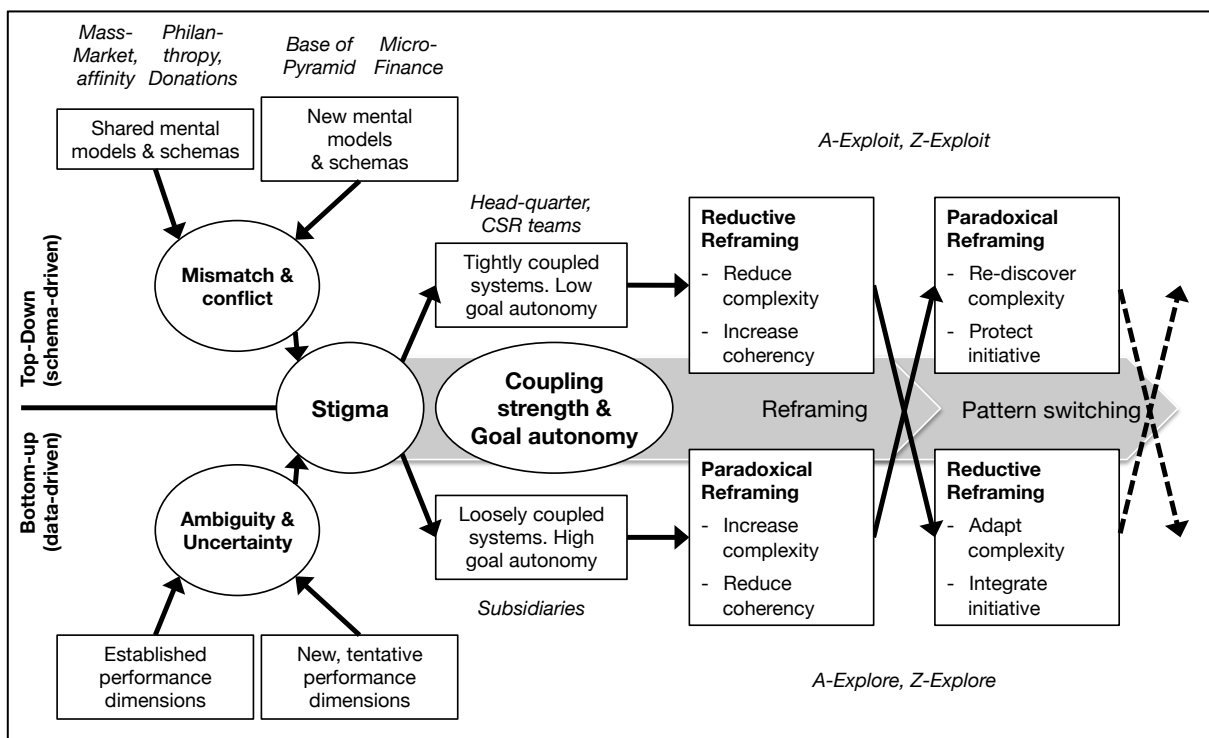 Mass-
Market,
affinity
Philan-
thropy,
Donations
Base of
Pyramid
Micro-
Finance
Shared mental
models & schemas
New mental
models
& schemas
A-Exploit, Z-Exploit
Top-Down
(schema-driven)
Mismatch &
conflict
Head-quarter,
CSR teams
Tightly coupled
systems. Low
goal autonomy
Reductive
Reframing
- Reduce
complexity
- Increase
coherency
Paradoxical
Reframing
- Re-discover
complexity
- Protect
initiative
Stigma
Coupling
strength &
Goal autonomy
Reframing
Pattern switching
Bottom-up
(data-driven)
Ambiguity &
Uncertainty
Loosely coupled
systems. High
goal autonomy
Subsidiaries
Paradoxical
Reframing
- Increase
complexity
- Reduce
coherency
Reductive
Reframing
- Adapt
complexity
- Integrate
initiative
Established
performance
dimensions
New, tentative
performance
dimensions
A-Explore, Z-Explore